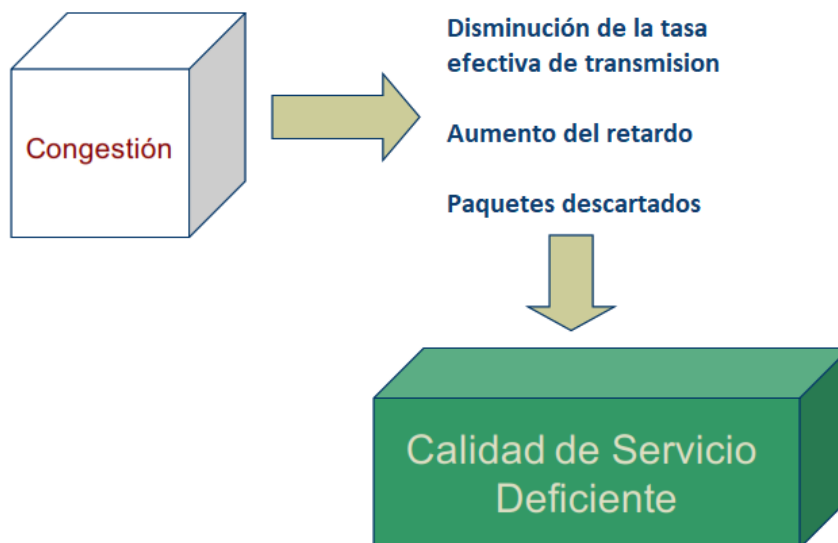 Disminución de la tasa
efectiva de transmision
Congestión
Aumento del retardo
Paquetes descartados
Calidad de Servicio
Deficiente